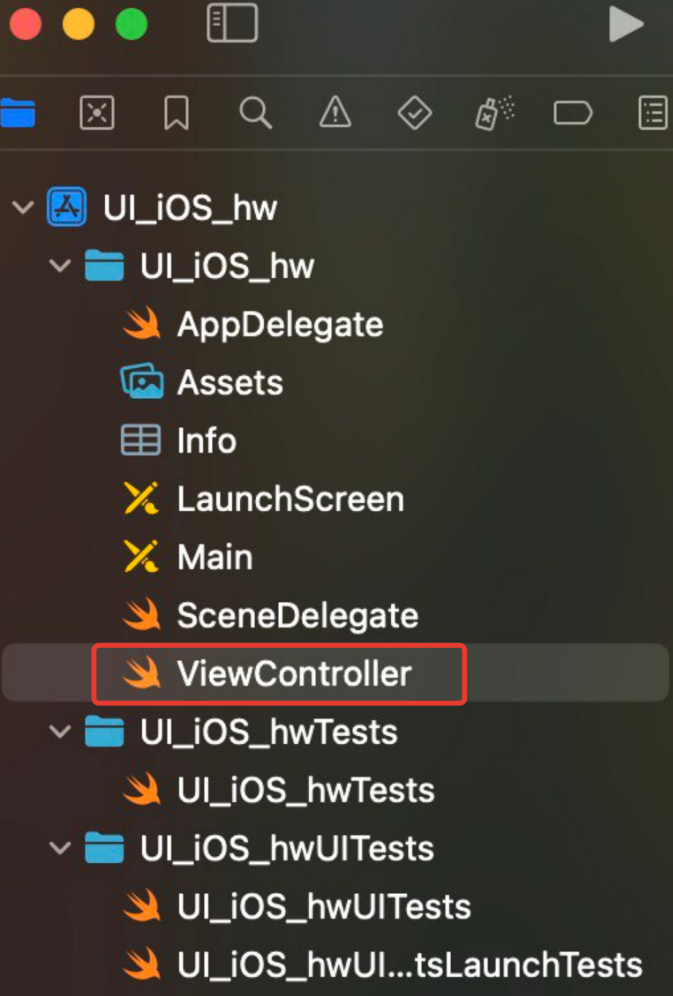 UI_iOS_hw
UI_iOS_hw
AppDelegate
Assets
Info
LaunchScreen
Main
SceneDelegate
ViewController
UI_iOS_hwTests
UI_iOS_hwTests
UI_iOS_hwUITests
UI_iOS_hwUITests
UI_iOS_hwUI...tsLaunchTests